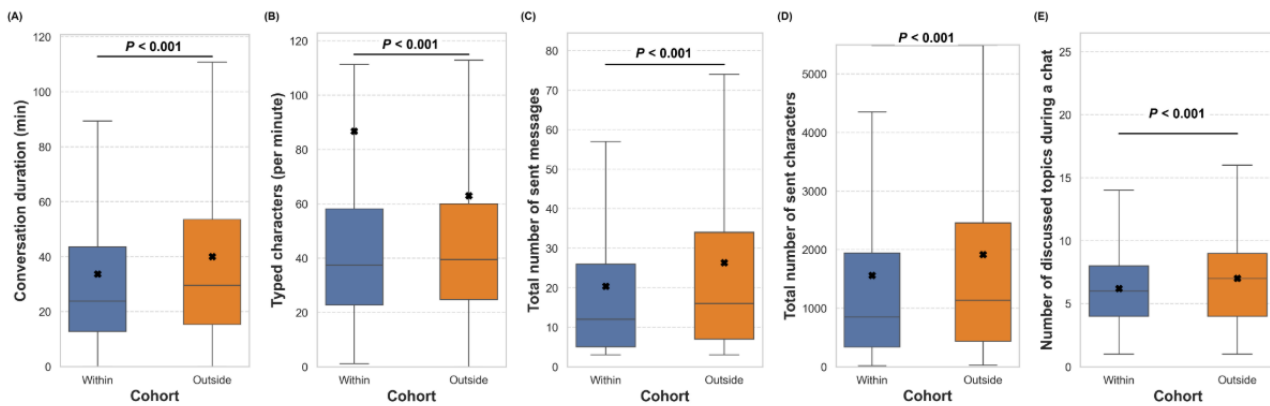 (A)
P < 0.001
Conversation duration (min)
120
100
80
60
40
20
0
Within
Outside
Cohort
(B)
P < 0.001
Typed characters (per minute)
120
100
80
60
40
20
0
Within
Outside
Cohort
(C)
P < 0.001
Total number of sent messages
80
70
60
50
40
30
20
10
0
Within
Outside
Cohort
(D)
P < 0.001
Total number of sent characters
5000
4000
3000
2000
1000
0
Within
Outside
Cohort
(E)
P < 0.001
Number of discussed topics during a chat
25
20
15
10
5
0
Within
Outside
Cohort